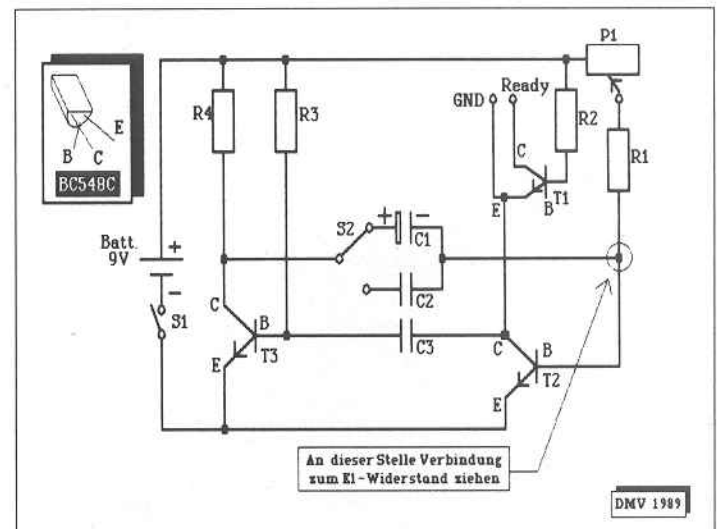 P1
Ready
GND
R4
R3
R2
R1
E
B
C
BC548C
C
T1
E
B
S2
+
-
C1
Batt.
9V
+
-
C2
S1
C
B
C3
C
B
E
T3
T2
E
An dieser Stelle Verbindung
zum E1-Widerstand ziehen
DMV 1989